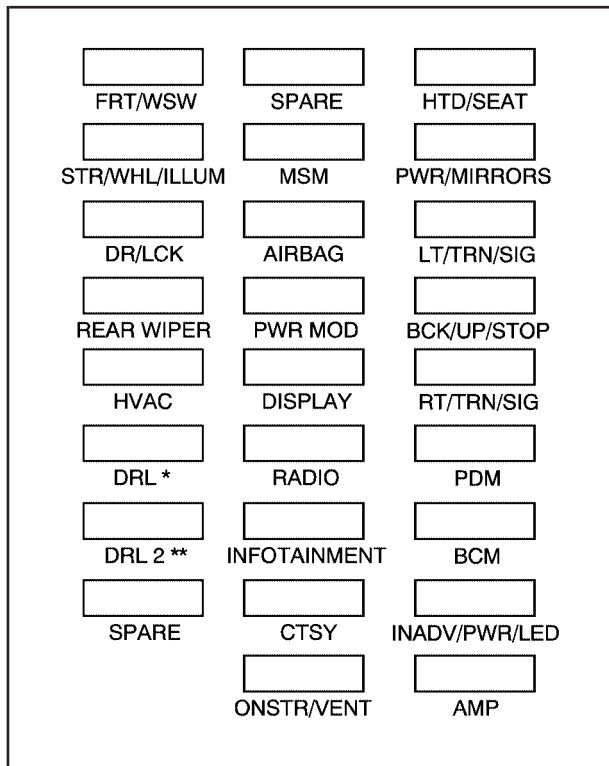 FRT/WSW SPARE HTD/SEAT
STR/WHL/ILLUM MSM PWR/MIRRORS
DR/LCK AIRBAG LT/TRN/SIG
REAR WIPER PWR MOD BCK/UP/STOP
HVAC DISPLAY RT/TRN/SIG
DRL * RADIO PDM
DRL 2 ** INFOTAINMENT BCM
SPARE CTSY INADV/PWR/LED
ONSTR/VENT AMP